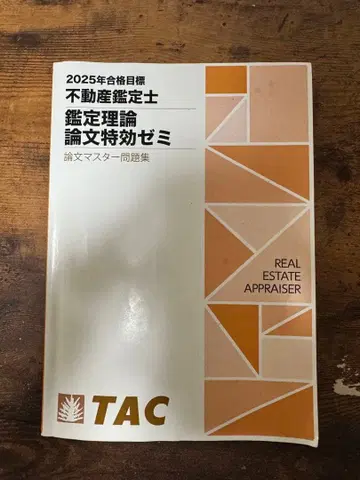 2025年合格目標
不動産鑑定士
鑑定理論
論文特効ゼミ
論文マスター問題集
REAL
ESTATE
APPRAISER
TAC